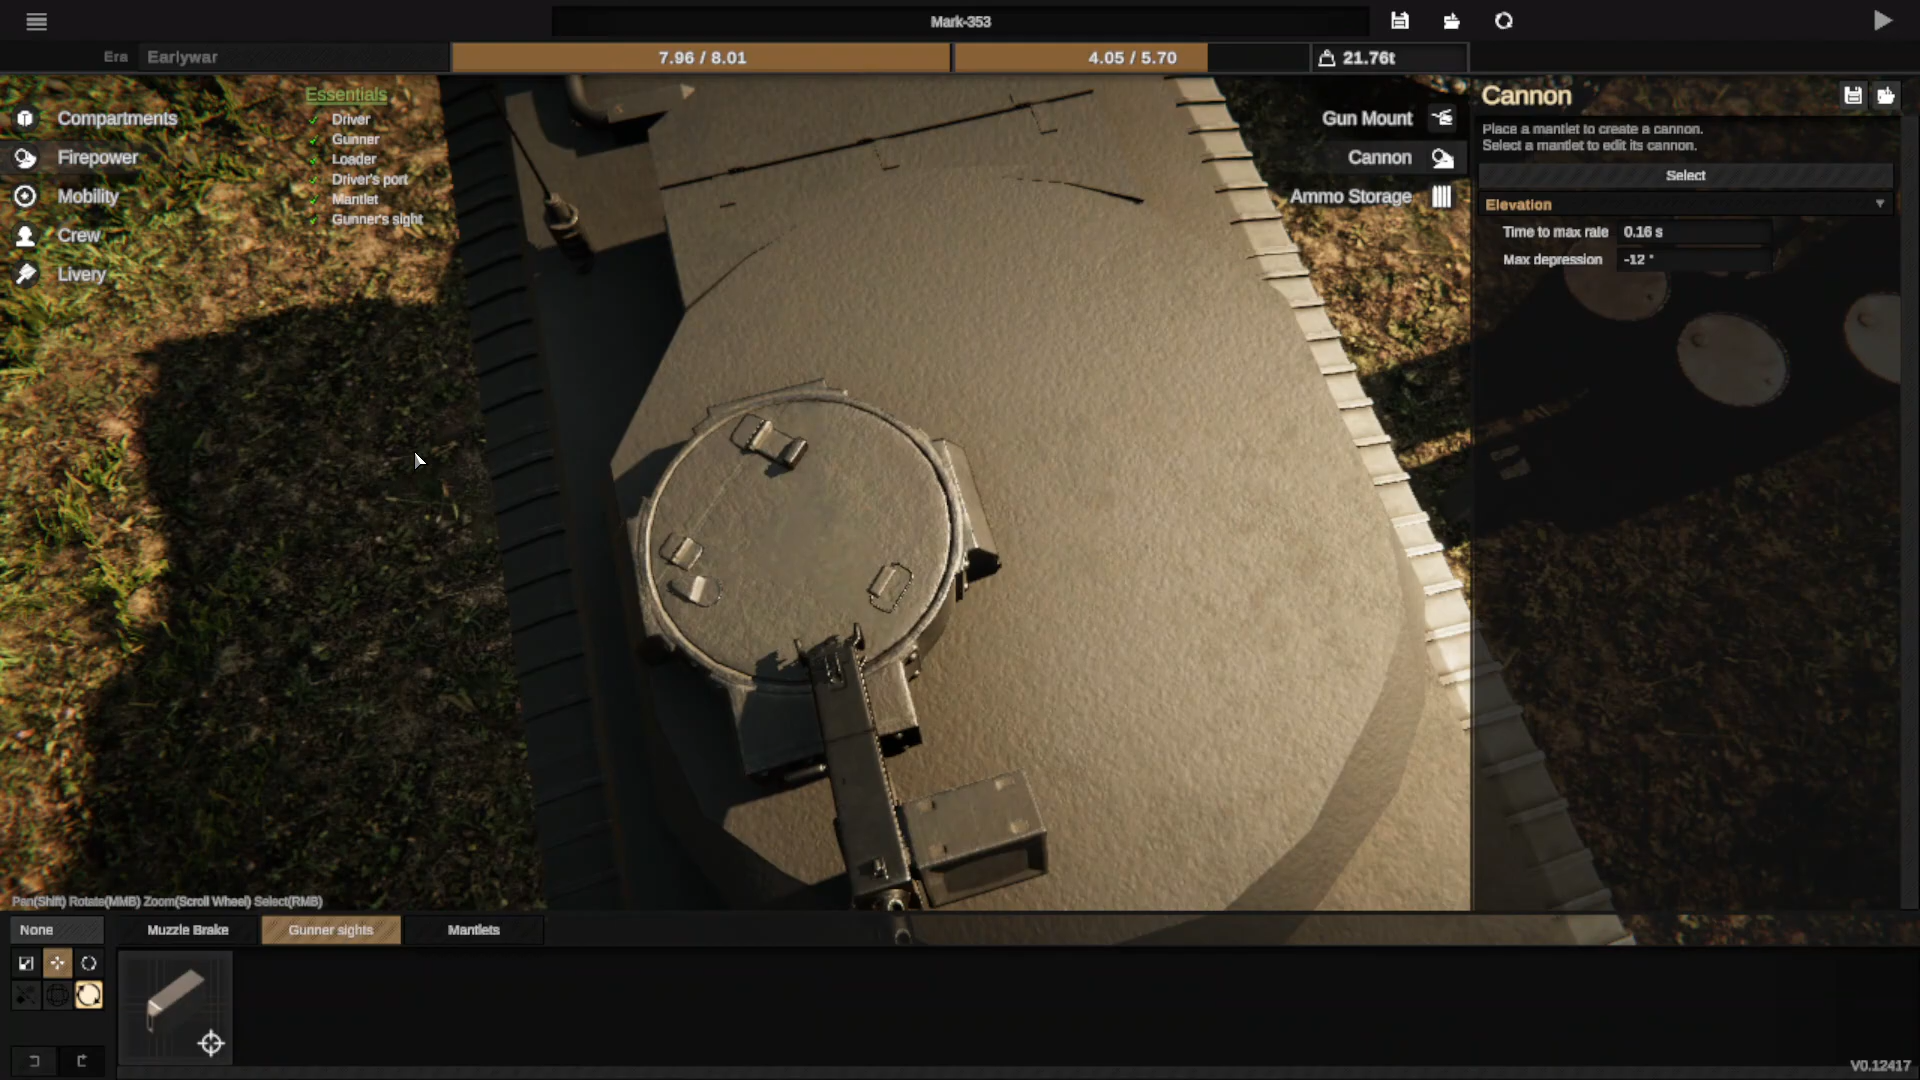 Mark-353
Era Earlywar
7.96 / 8.01
4.05 / 5.70
21.76t
Essentials
Driver
Gunner
Loader
Driver's port
Mantlet
Gunner's sight
Compartments
Firepower
Mobility
Crew
Livery
Gun Mount
Cannon
Ammo Storage
Cannon
Place a mantlet to create a cannon.
Select a mantlet to edit its cannon.
Select
Elevation
Time to max rate 0.16 s
Max depression -12 °
Pan(Shift) Rotate(MMB) Zoom(Scroll Wheel) Select(RMB)
None
Muzzle Brake
Gunner sights
Mantlets
V0.12417